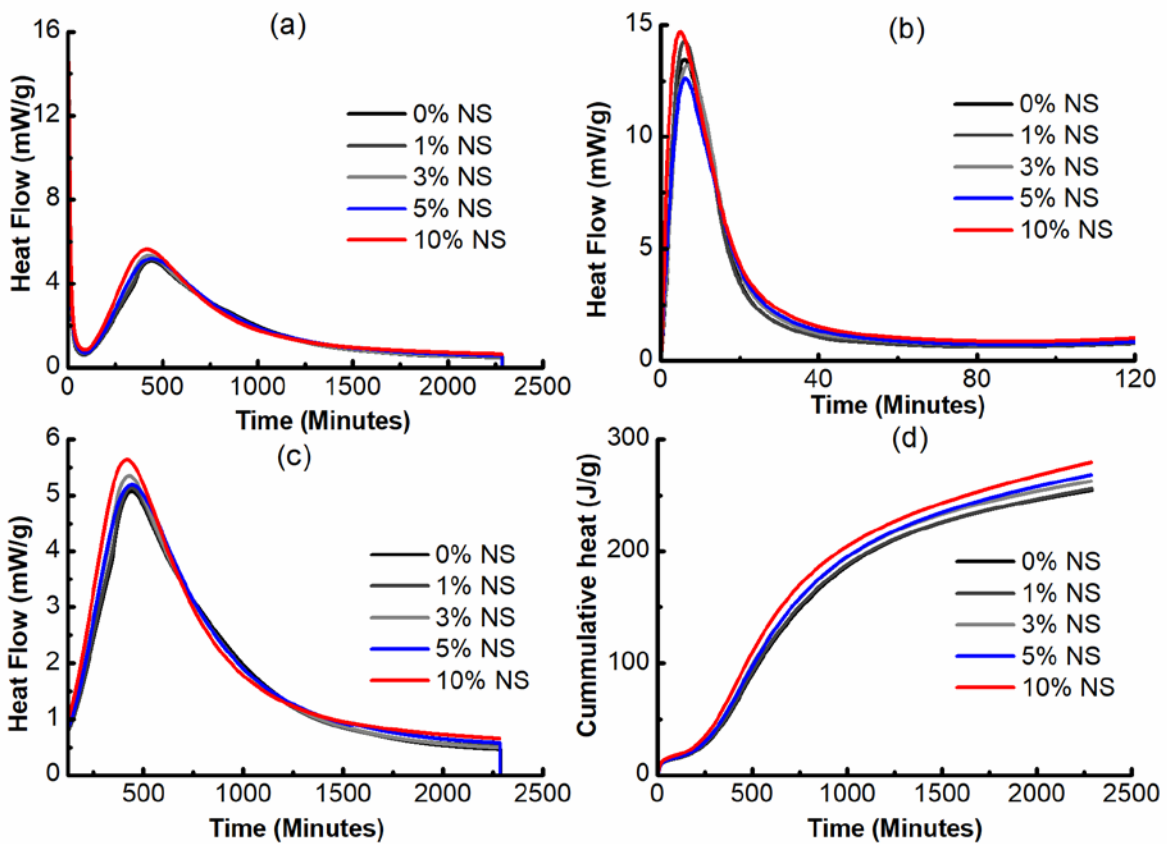 (a)
16
12
8
4
0
Heat Flow (mW/g)
0% NS
1% NS
3% NS
5% NS
10% NS
0 500 1000 1500 2000 2500
Time (Minutes)
(b)
15
10
5
0
Heat Flow (mW/g)
0% NS
1% NS
3% NS
5% NS
10% NS
0 40 80 120
Time (Minutes)
(c)
6
5
4
3
2
1
0
Heat Flow (mW/g)
0% NS
1% NS
3% NS
5% NS
10% NS
500 1000 1500 2000 2500
Time (Minutes)
(d)
300
200
100
0
Cummulative heat (J/g)
0% NS
1% NS
3% NS
5% NS
10% NS
0 500 1000 1500 2000 2500
Time (Minutes)